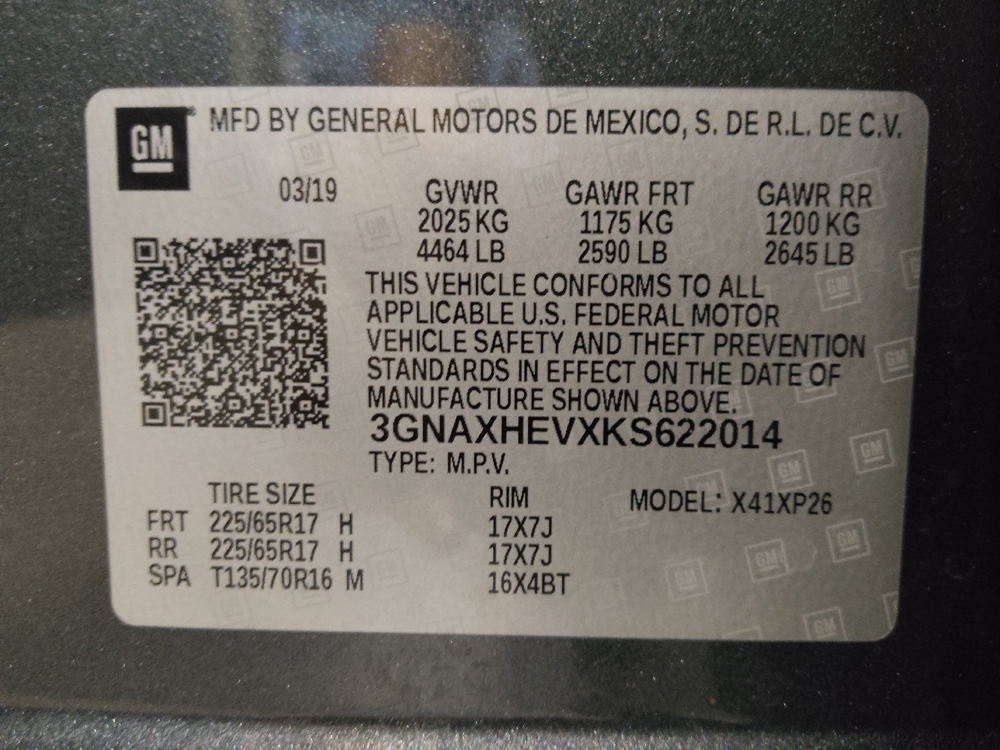 GM MFD BY GENERAL MOTORS DE MEXICO, S. DE R.L. DE C.V.
03/19 GVWR GAWR FRT GAWR RR
2025 KG 1175 KG 1200 KG
4464 LB 2590 LB 2645 LB
THIS VEHICLE CONFORMS TO ALL
APPLICABLE U.S. FEDERAL MOTOR
VEHICLE SAFETY AND THEFT PREVENTION
STANDARDS IN EFFECT ON THE DATE OF
MANUFACTURE SHOWN ABOVE.
3GNAXHEVXKS622014
TYPE: M.P.V.
TIRE SIZE RIM MODEL: X41XP26
FRT 225/65R17 H 17X7J
RR 225/65R17 H 17X7J
SPA T135/70R16 M 16X4BT